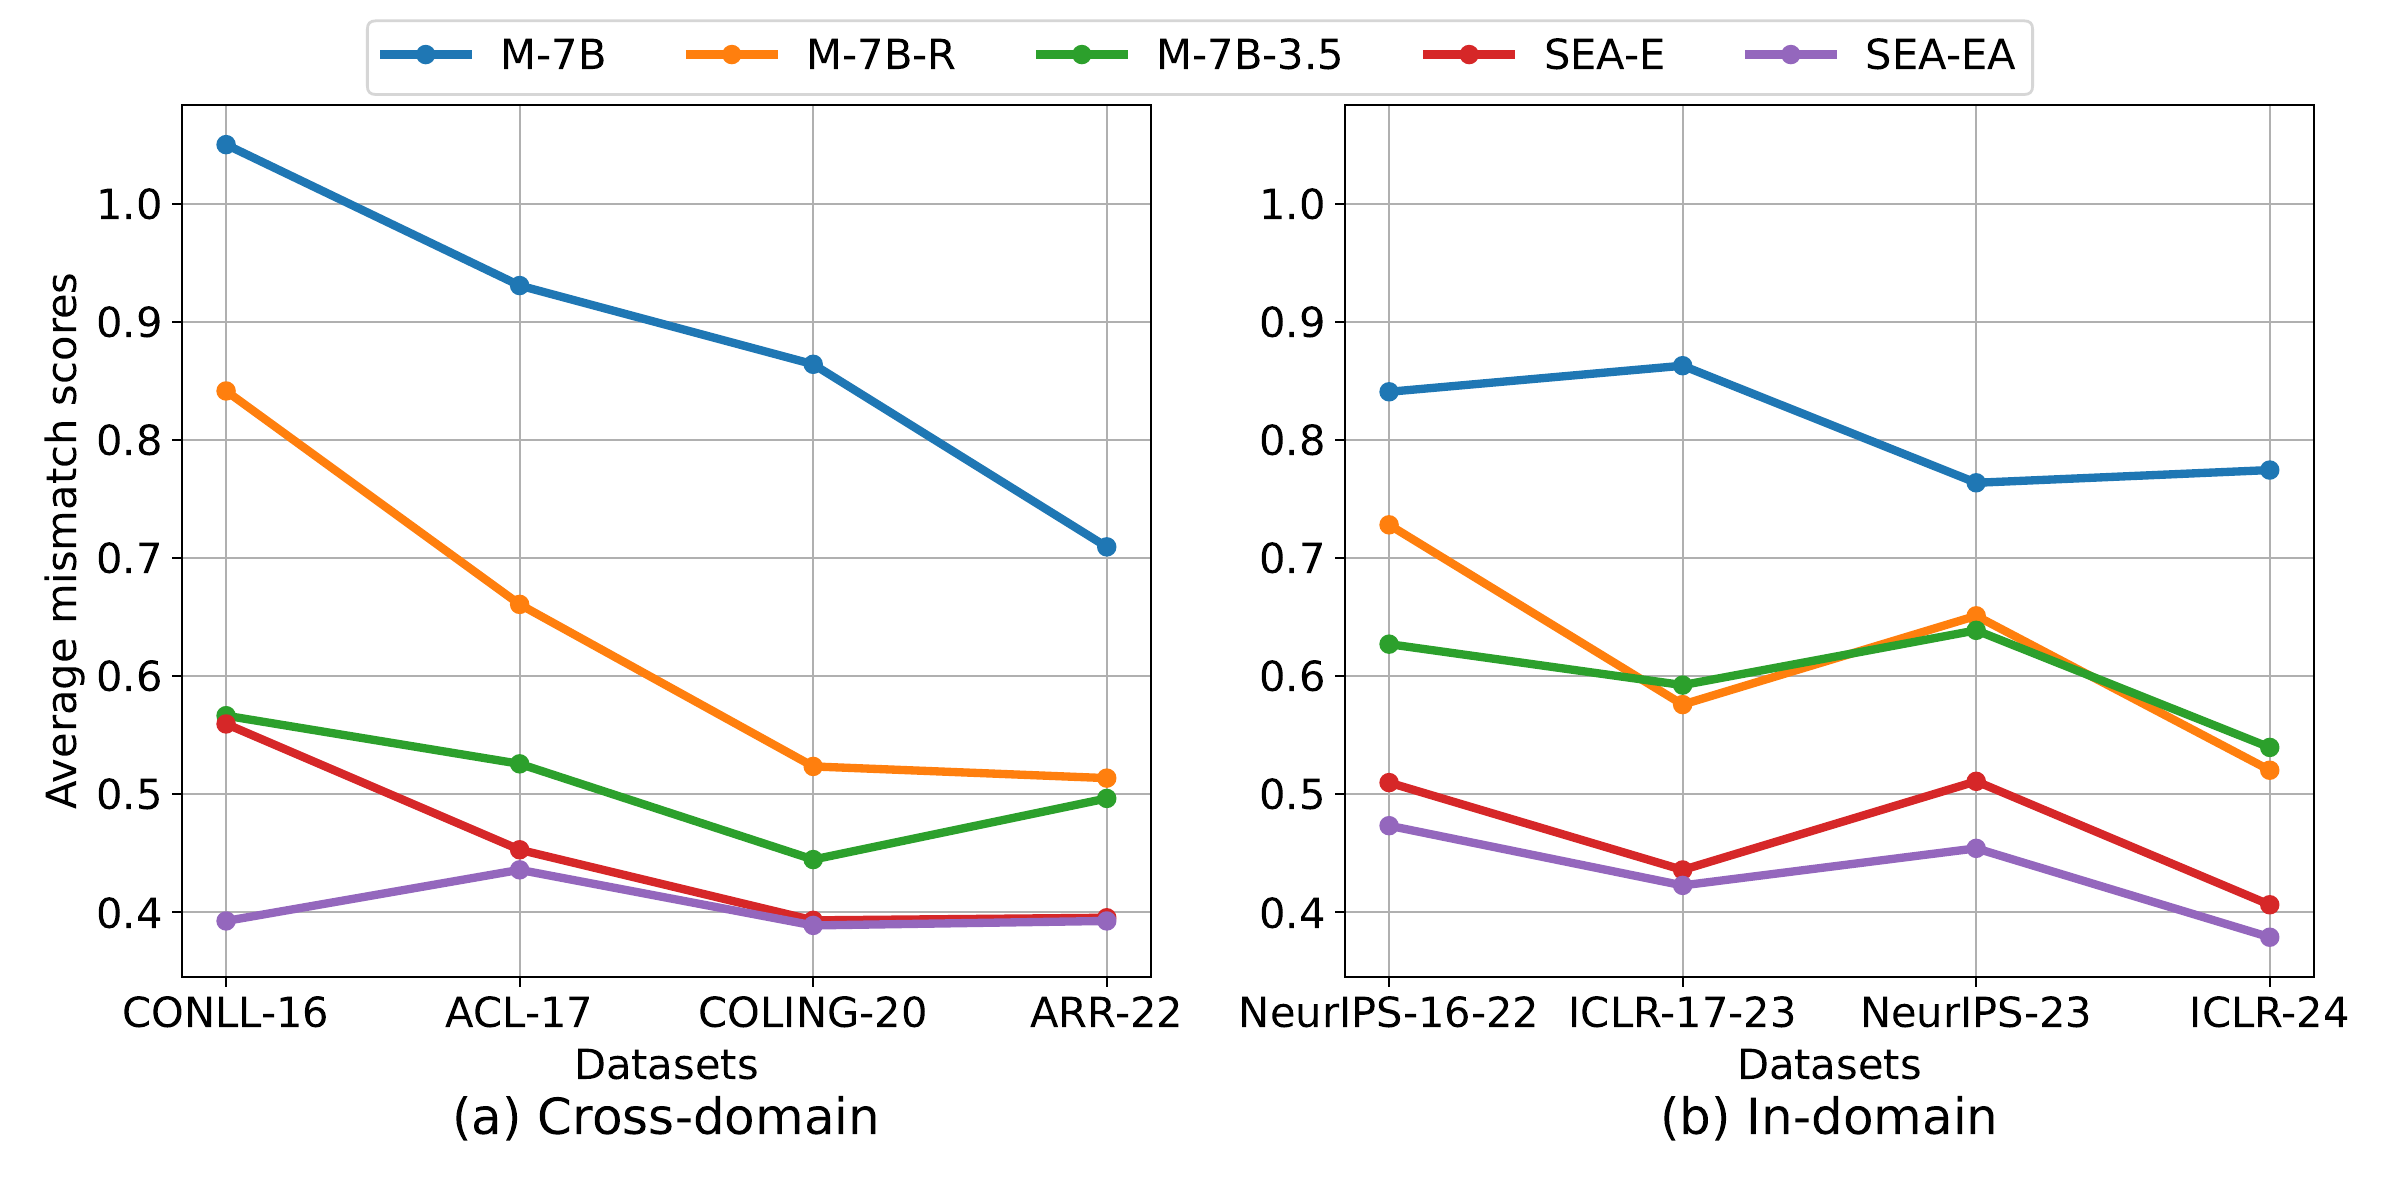 M-7B M-7B-R M-7B-3.5 SEA-E SEA-EA
Average mismatch scores
1.0
0.9
0.8
0.7
0.6
0.5
0.4
CONLL-16 ACL-17 COLING-20 ARR-22
Datasets
(a) Cross-domain
1.0
0.9
0.8
0.7
0.6
0.5
0.4
NeurIPS-16-22 ICLR-17-23 NeurIPS-23 ICLR-24
Datasets
(b) In-domain